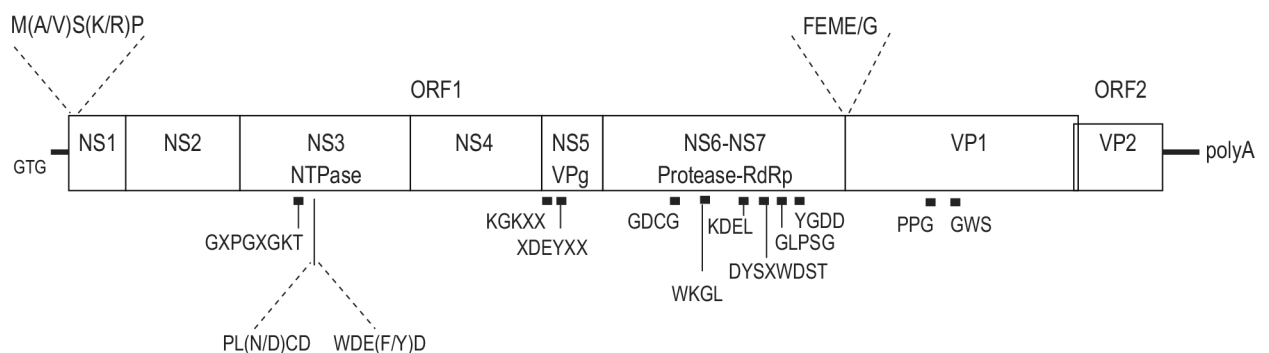 M(A/V)S(K/R)P
FEME/G
ORF1
ORF2
GTG
NS1
NS2
NS3
NTPase
NS4
NS5
VPg
NS6-NS7
Protease-RdRp
VP1
VP2
polyA
GXPGXGKT
KGKXX
XDEYXX
GDCG
WKGL
KDEL
DYSXWDST
GLPSG
YGDD
PPG
GWS
PL(N/D)CD
WDE(F/Y)D